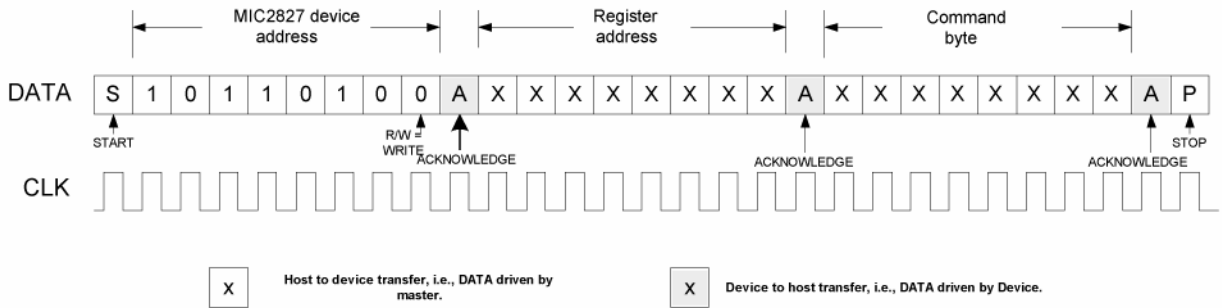 MIC2827 device
address
Register
address
Command
byte
DATA S 1 0 1 1 0 1 0 0 A X X X X X X X X A X X X X X X X X A P
START
R/W =
WRITE
ACKNOWLEDGE
ACKNOWLEDGE
ACKNOWLEDGE
STOP
CLK
X Host to device transfer, i.e., DATA driven by
master.
X Device to host transfer, i.e., DATA driven by Device.